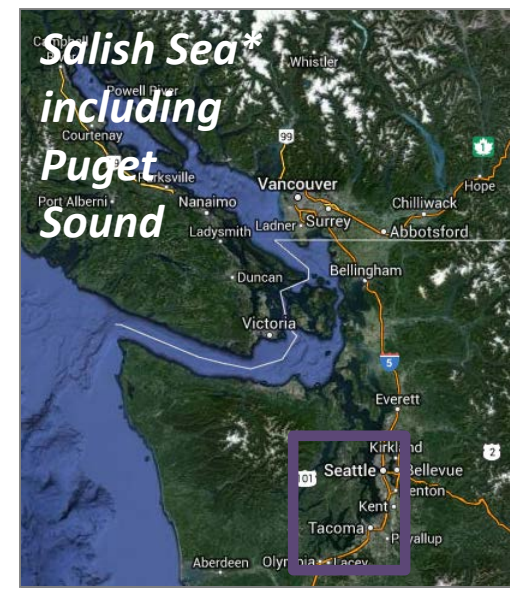 Salish Sea*
including
Puget
Sound
Campbell
River
Whistler
Powell River
Courtenay
99
1
Parksville
Vancouver
Hope
Port Alberni
Nanaimo
Chilliwack
Ladysmith
Ladner
Surrey
Abbotsford
Duncan
Bellingham
Victoria
5
Everett
Kirkland
2
Seattle
Bellevue
101
Renton
Kent
Tacoma
Puyallup
Aberdeen
Olympia
Lacey